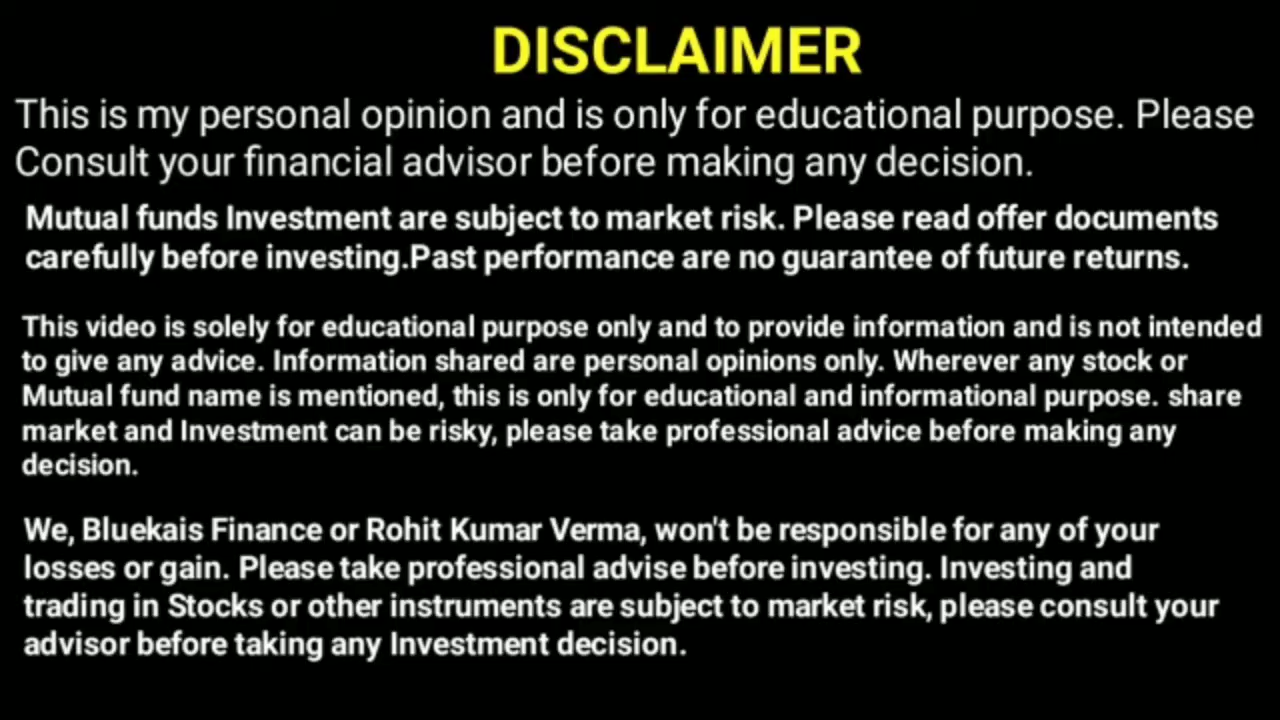 DISCLAIMER
This is my personal opinion and is only for educational purpose. Please
Consult your financial advisor before making any decision.
Mutual funds Investment are subject to market risk. Please read offer documents
carefully before investing.Past performance are no guarantee of future returns.
This video is solely for educational purpose only and to provide information and is not intended
to give any advice. Information shared are personal opinions only. Wherever any stock or
Mutual fund name is mentioned, this is only for educational and informational purpose. share
market and Investment can be risky, please take professional advice before making any
decision.
We, Bluekais Finance or Rohit Kumar Verma, won't be responsible for any of your
losses or gain. Please take professional advise before investing. Investing and
trading in Stocks or other instruments are subject to market risk, please consult your
advisor before taking any Investment decision.